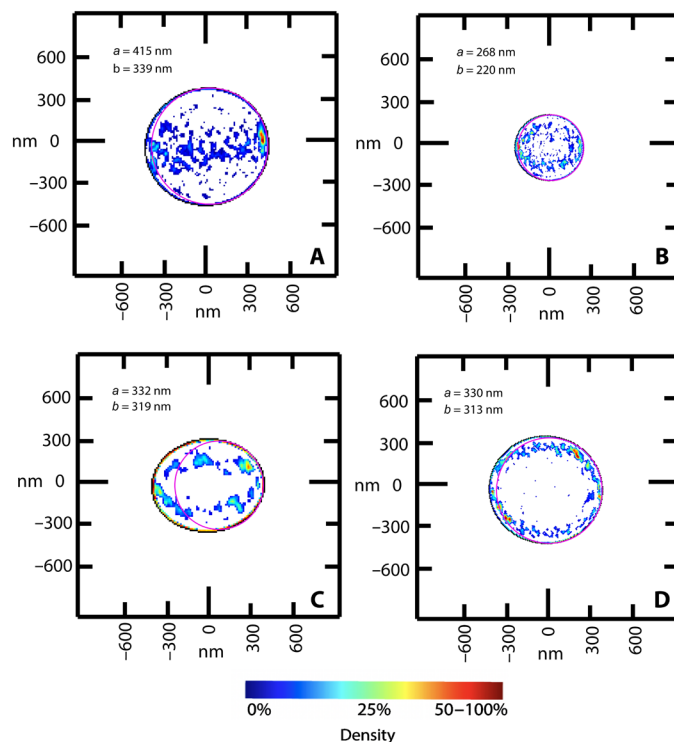 a = 415 nm
b = 339 nm
600
300
nm 0
−300
−600
−600
−300
0
300
600
nm
A
a = 268 nm
b = 220 nm
600
300
nm 0
−300
−600
−600
−300
0
300
600
nm
B
a = 332 nm
b = 319 nm
600
300
nm 0
−300
−600
−600
−300
0
300
600
nm
C
a = 330 nm
b = 313 nm
600
300
nm 0
−300
−600
−600
−300
0
300
600
nm
D
0% 25% 50–100%
Density